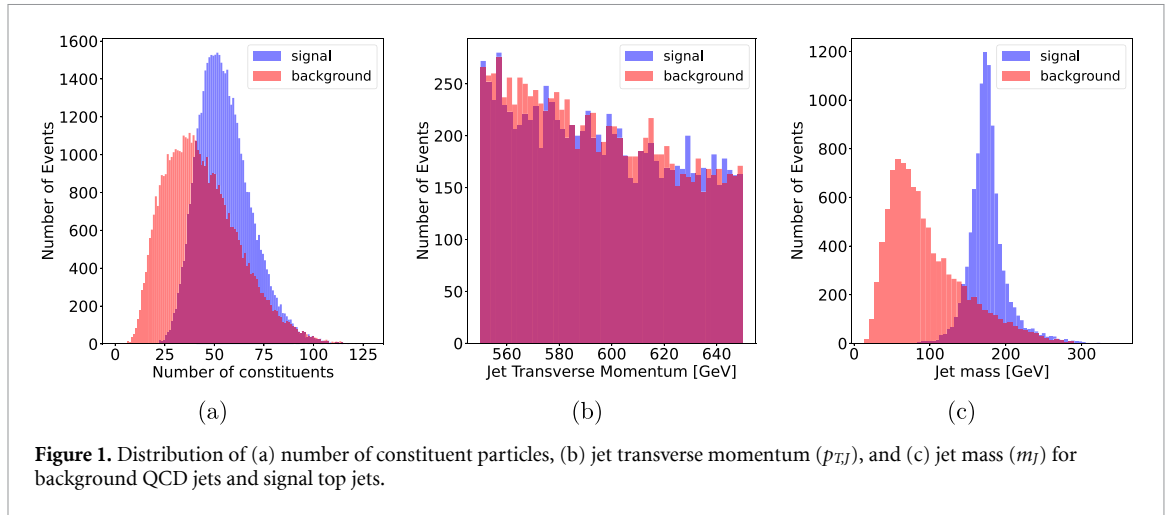 1600
1400
1200
1000
800
600
400
200
0
Number of Events
signal
background
0 25 50 75 100 125
Number of constituents
(a)
250
200
150
100
50
0
Number of Events
signal
background
560 580 600 620 640
Jet Transverse Momentum [GeV]
(b)
1200
1000
800
600
400
200
0
Number of Events
signal
background
0 100 200 300
Jet mass [GeV]
(c)
Figure 1. Distribution of (a) number of constituent particles, (b) jet transverse momentum (p_{T,J}), and (c) jet mass (m_J) for
background QCD jets and signal top jets.